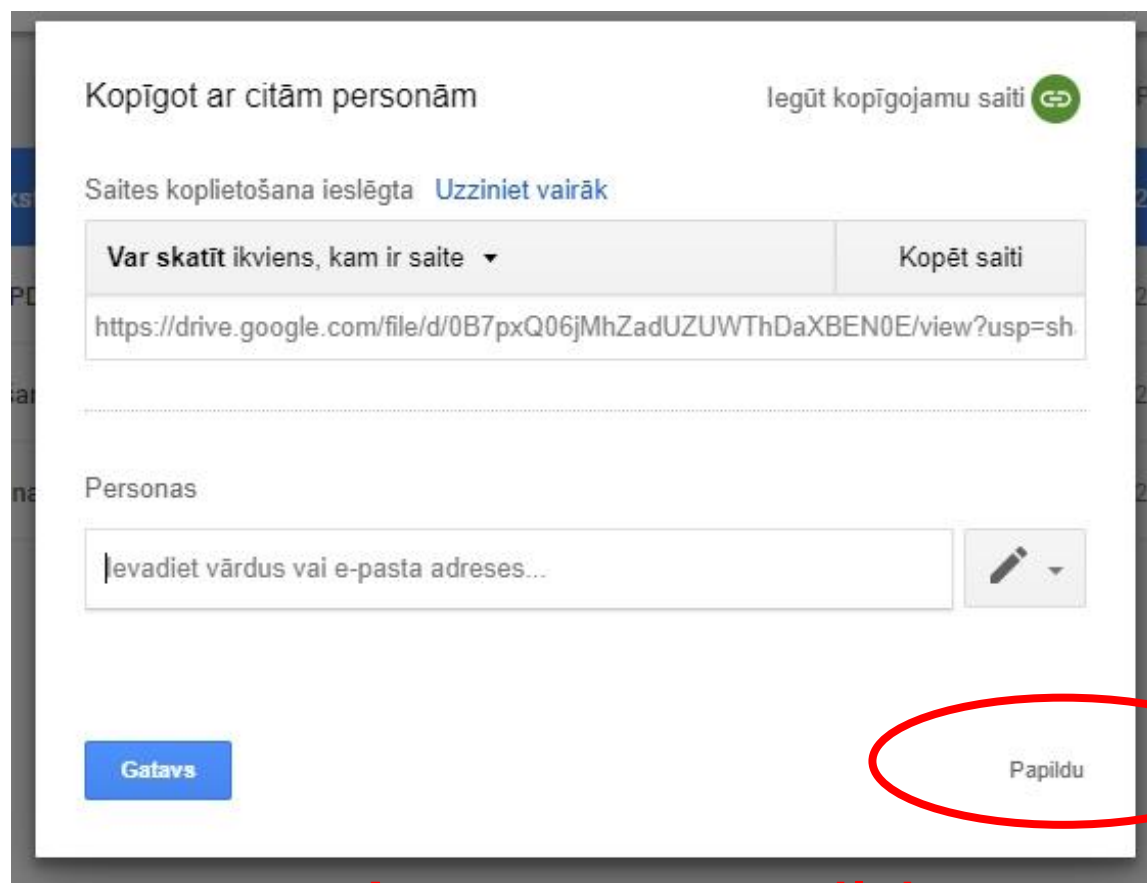 Kopīgot ar citām personām
Iegūt kopīgojamu saiti
Saites koplietošana ieslēgta Uzziniet vairāk
Var skatīt ikviens, kam ir saite
Kopēt saiti
https://drive.google.com/file/d/0B7pxQ06jMhZadUZUWThDaXBEN0E/view?usp=sh
Personas
Ievadiet vārdus vai e-pasta adreses...
Gatavs
Papildu